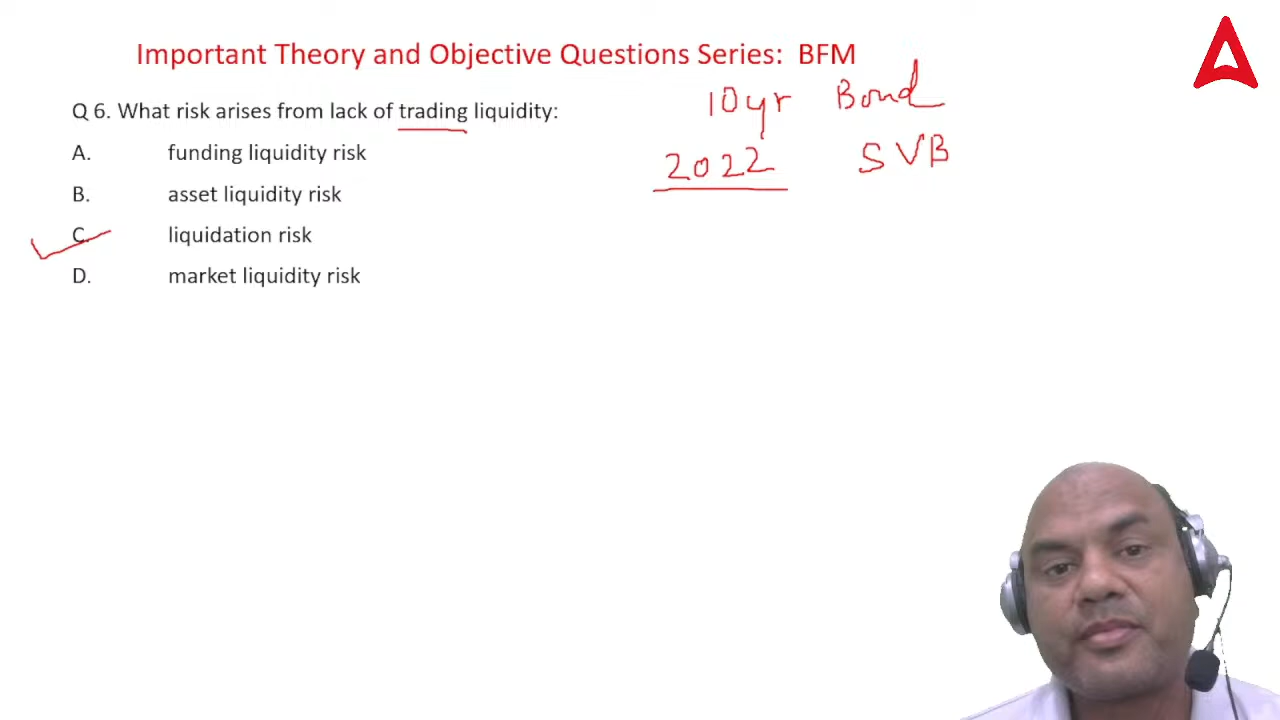 Important Theory and Objective Questions Series: BFM
Q 6. What risk arises from lack of trading liquidity:
A. funding liquidity risk
B. asset liquidity risk
C. liquidation risk
D. market liquidity risk
10yr Bond
2022 SVB